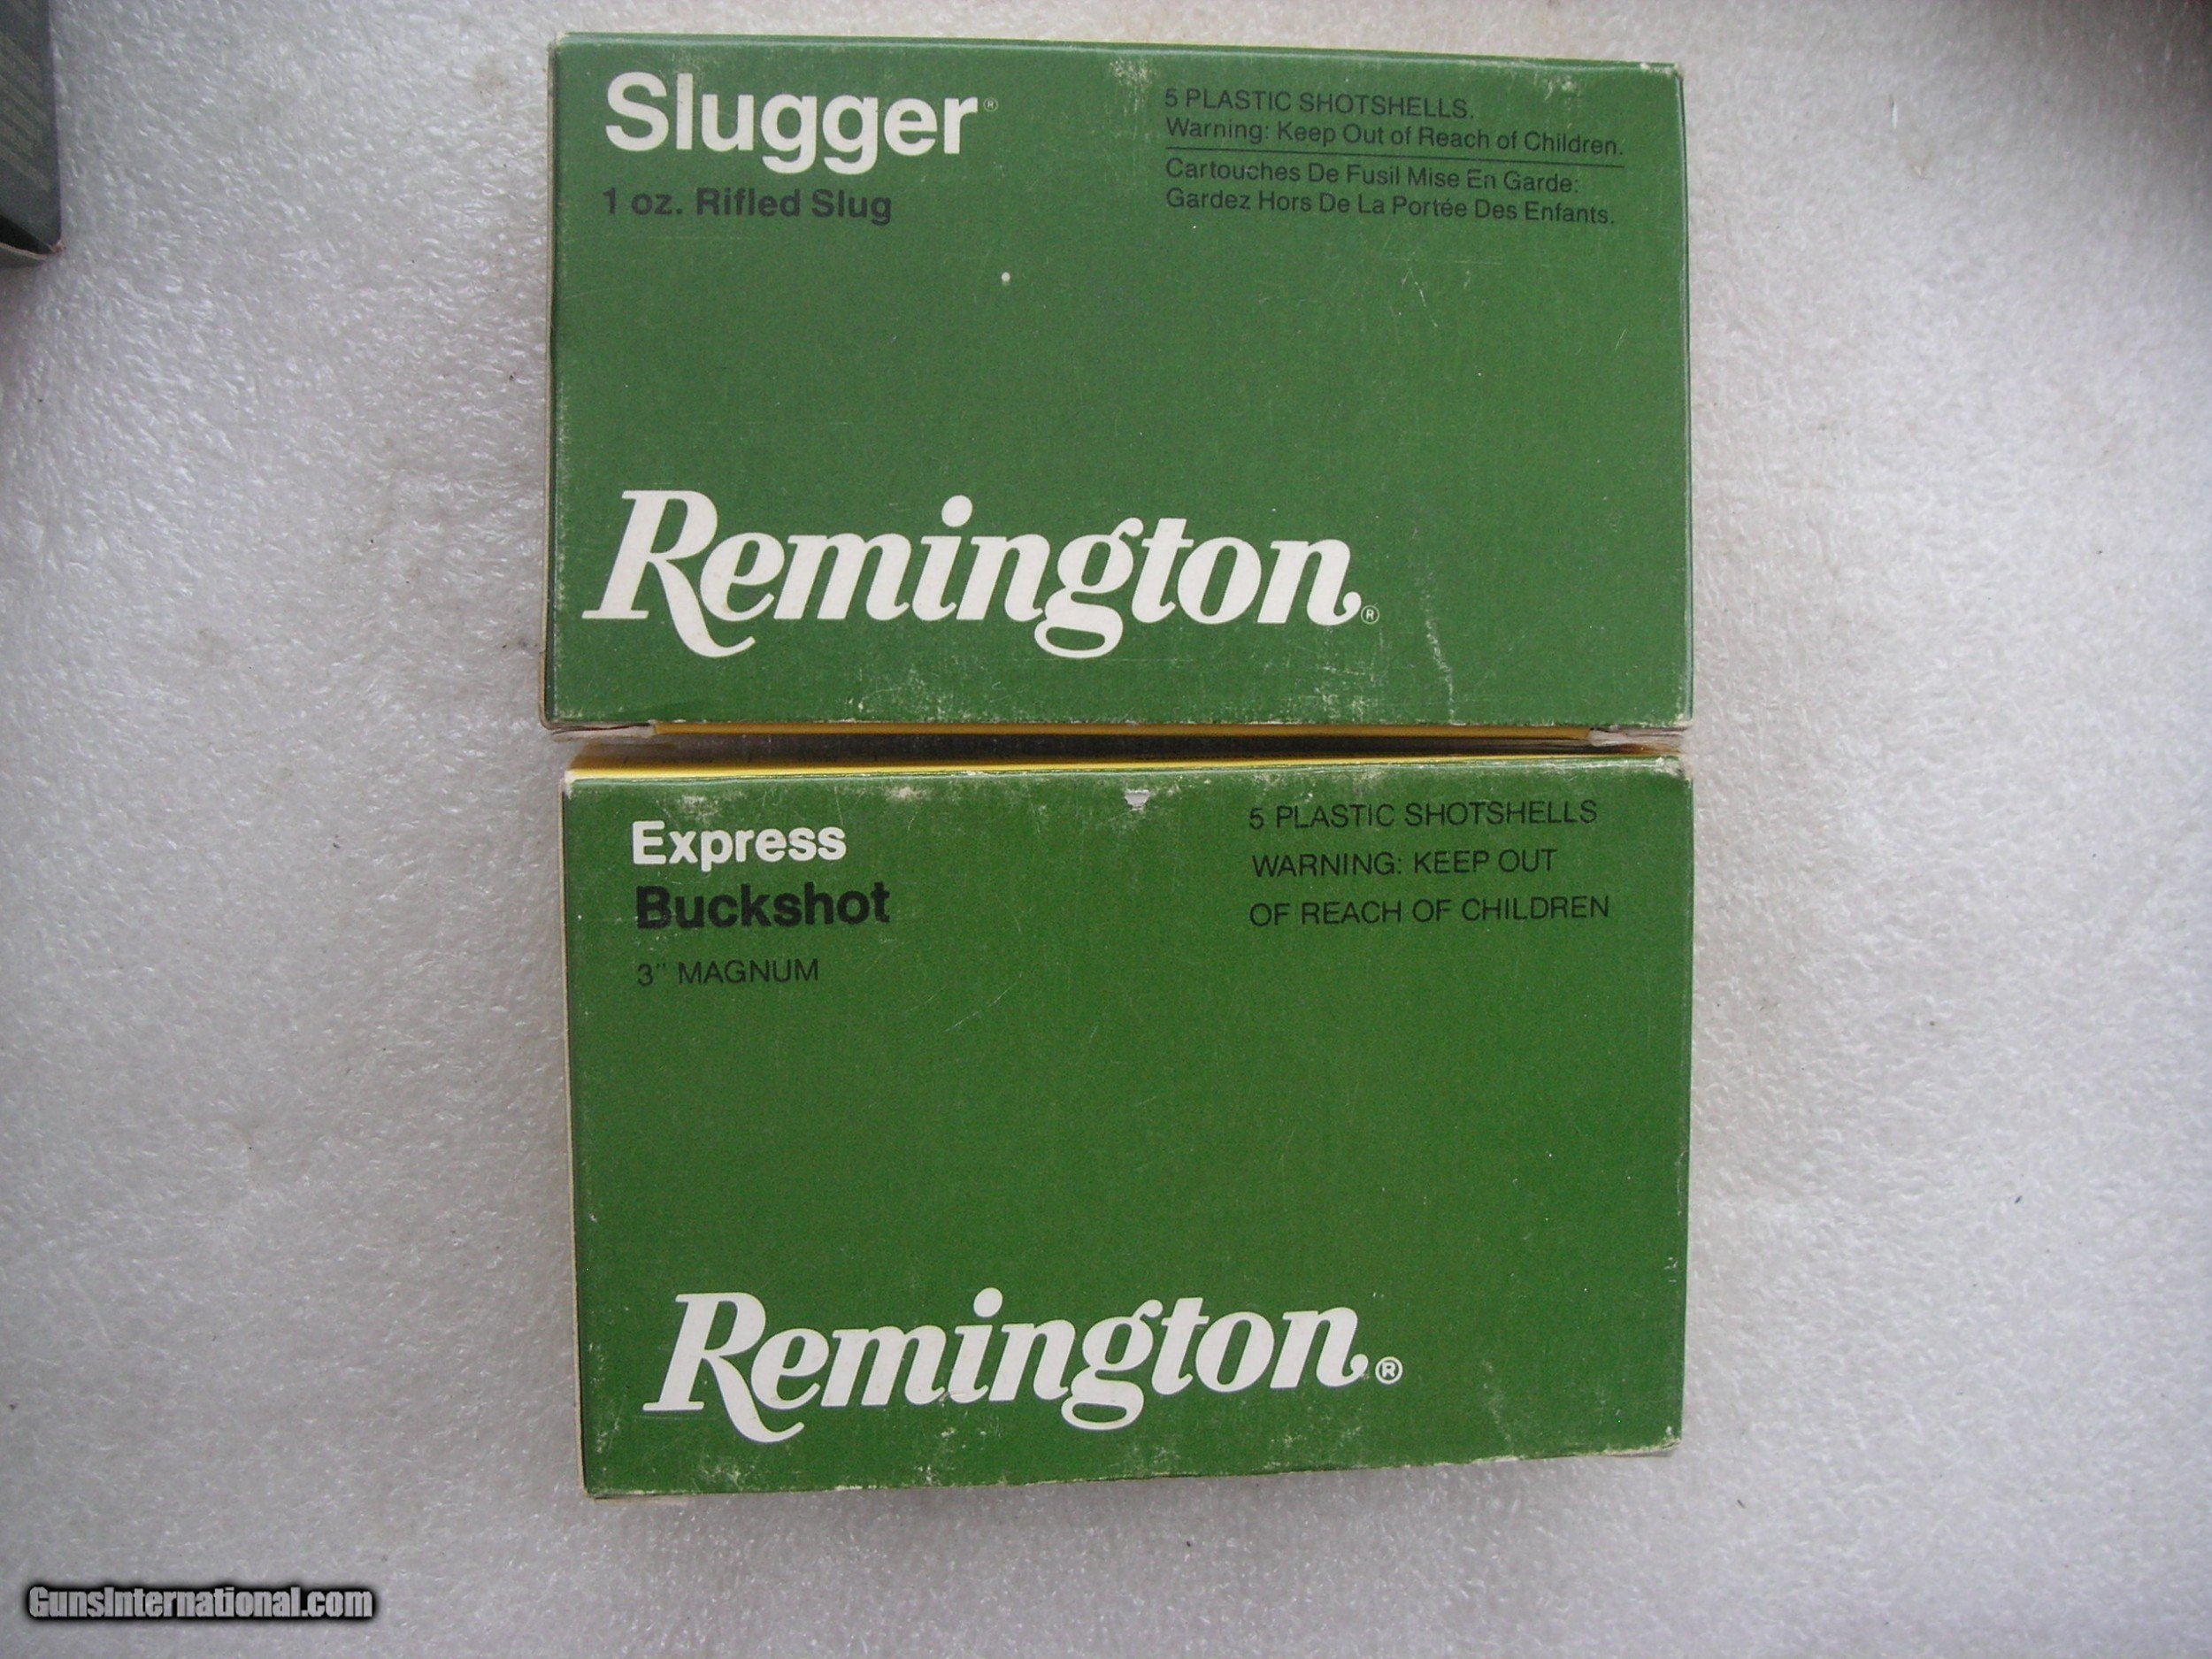 Slugger®
1 oz. Rifled Slug
5 PLASTIC SHOTSHELLS.
Warning: Keep Out of Reach of Children.
Cartouches De Fusil Mise En Garde:
Gardez Hors De La Portée Des Enfants.
Remington®
Express
Buckshot
3" MAGNUM
5 PLASTIC SHOTSHELLS
WARNING: KEEP OUT
OF REACH OF CHILDREN
Remington®
GunsInternational.com